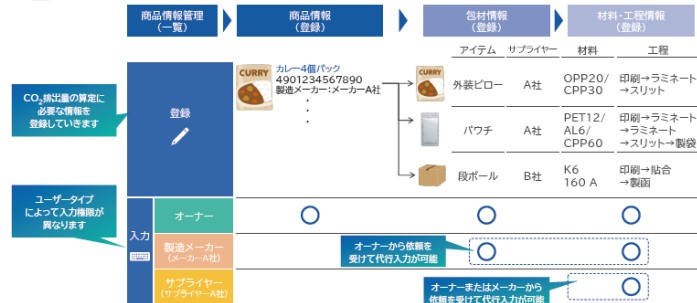 商品情報管理
(一覧)
商品情報
(登録)
包材情報
(登録)
材料・工程情報
(登録)
アイテム
サプライヤー
材料
工程
CO2排出量の算定に
必要な情報を
登録していきます
登録
CURRY
カレー4個パック
4901234567890
製造メーカー:メーカーA社
・
・
・
CURRY
外装ピロー
A社
OPP20/
CPP30
印刷→ラミネート
→スリット
パウチ
A社
PET12/
AL6/
CPP60
印刷→ラミネート
→ラミネート
→スリット→製袋
段ボール
B社
K6
160 A
印刷→貼合
→製函
ユーザータイプ
によって入力権限が
異なります
入力
オーナー
製造メーカー
(メーカーA社)
オーナーから依頼を
受けて代行入力が可能
サプライヤー
(サプライヤーA社)
オーナーまたはメーカーから
依頼を受けて代行入力が可能